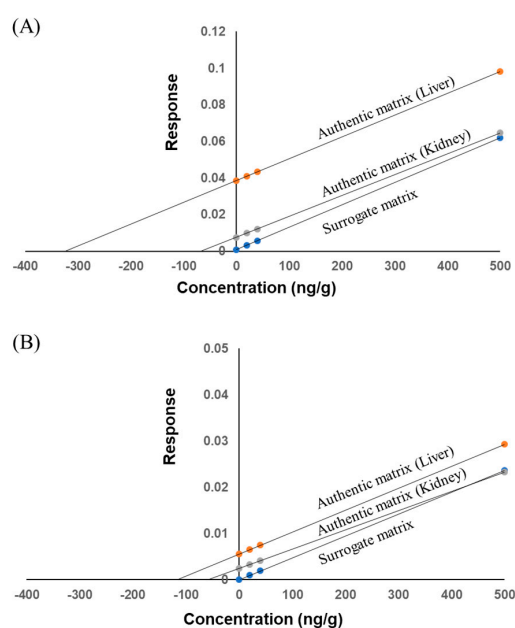 (A)
0.12
0.1
0.08
0.06
0.04
0.02
0
Response
Authentic matrix (Liver)
Authentic matrix (Kidney)
Surrogate matrix
-400 -300 -200 -100 0 100 200 300 400 500
Concentration (ng/g)
(B)
0.05
0.04
0.03
0.02
0.01
0
Response
Authentic matrix (Liver)
Authentic matrix (Kidney)
Surrogate matrix
-400 -300 -200 -100 0 100 200 300 400 500
Concentration (ng/g)